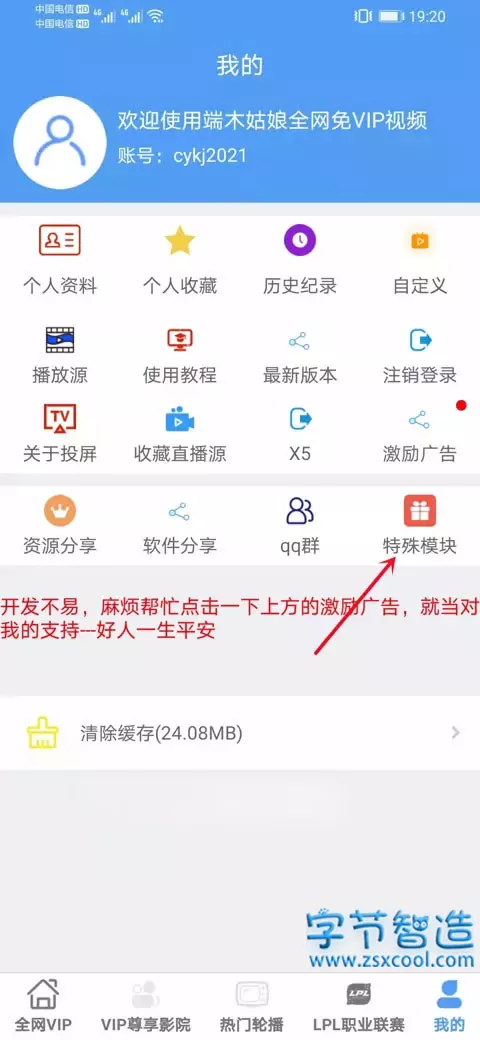 中国电信HD 4G 4G 19:20
中国电信HD
我的
欢迎使用端木姑娘全网免VIP视频
账号：cykj2021
个人资料 个人收藏 历史纪录 自定义
播放源 使用教程 最新版本 注销登录
TV
关于投屏 收藏直播源 X5 激励广告
资源分享 软件分享 qq群 特殊模块
开发不易，麻烦帮忙点击一下上方的激励广告，就当对
我的支持---好人一生平安
清除缓存(24.08MB)
字节智造
www.zsxcool.com
LPL
全网VIP VIP尊享影院 热门轮播 LPL职业联赛 我的